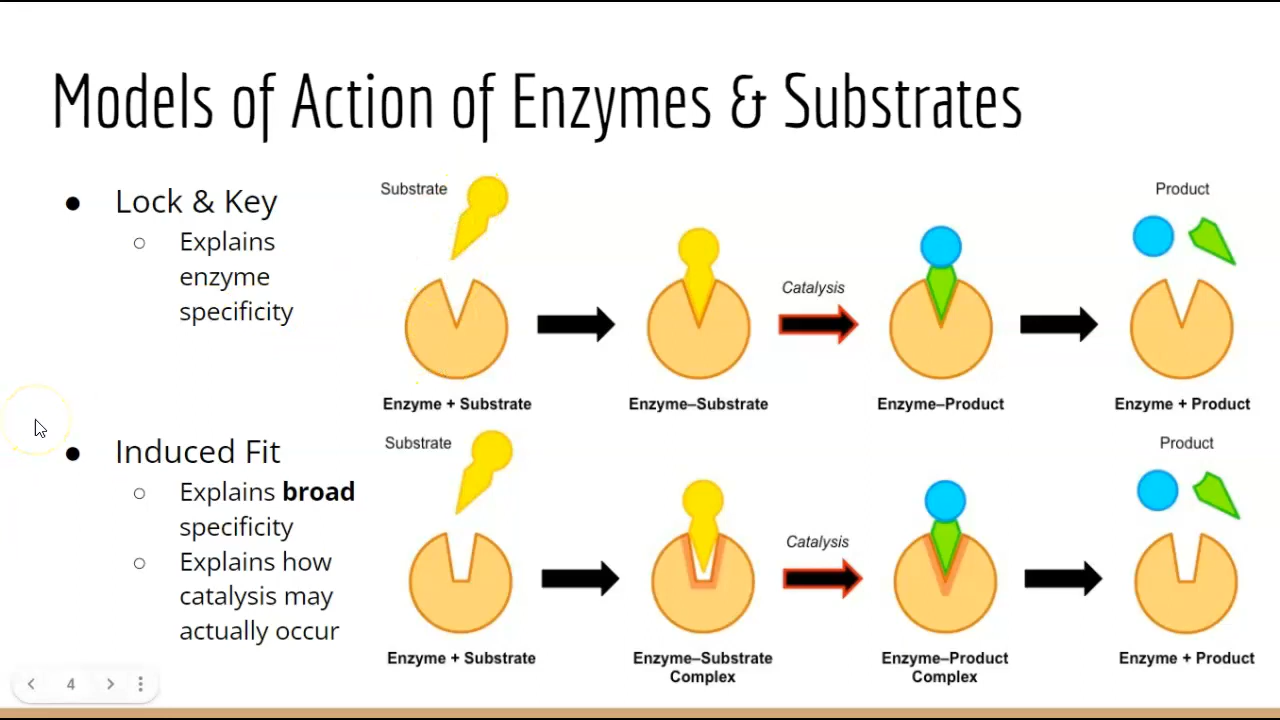 Models of Action of Enzymes & Substrates
● Lock & Key
○ Explains
enzyme
specificity
Substrate
Product
Catalysis
Enzyme + Substrate
Enzyme–Substrate
Enzyme–Product
Enzyme + Product
● Induced Fit
○ Explains broad
specificity
○ Explains how
catalysis may
actually occur
Substrate
Product
Catalysis
Enzyme + Substrate
Enzyme–Substrate
Complex
Enzyme–Product
Complex
Enzyme + Product
4